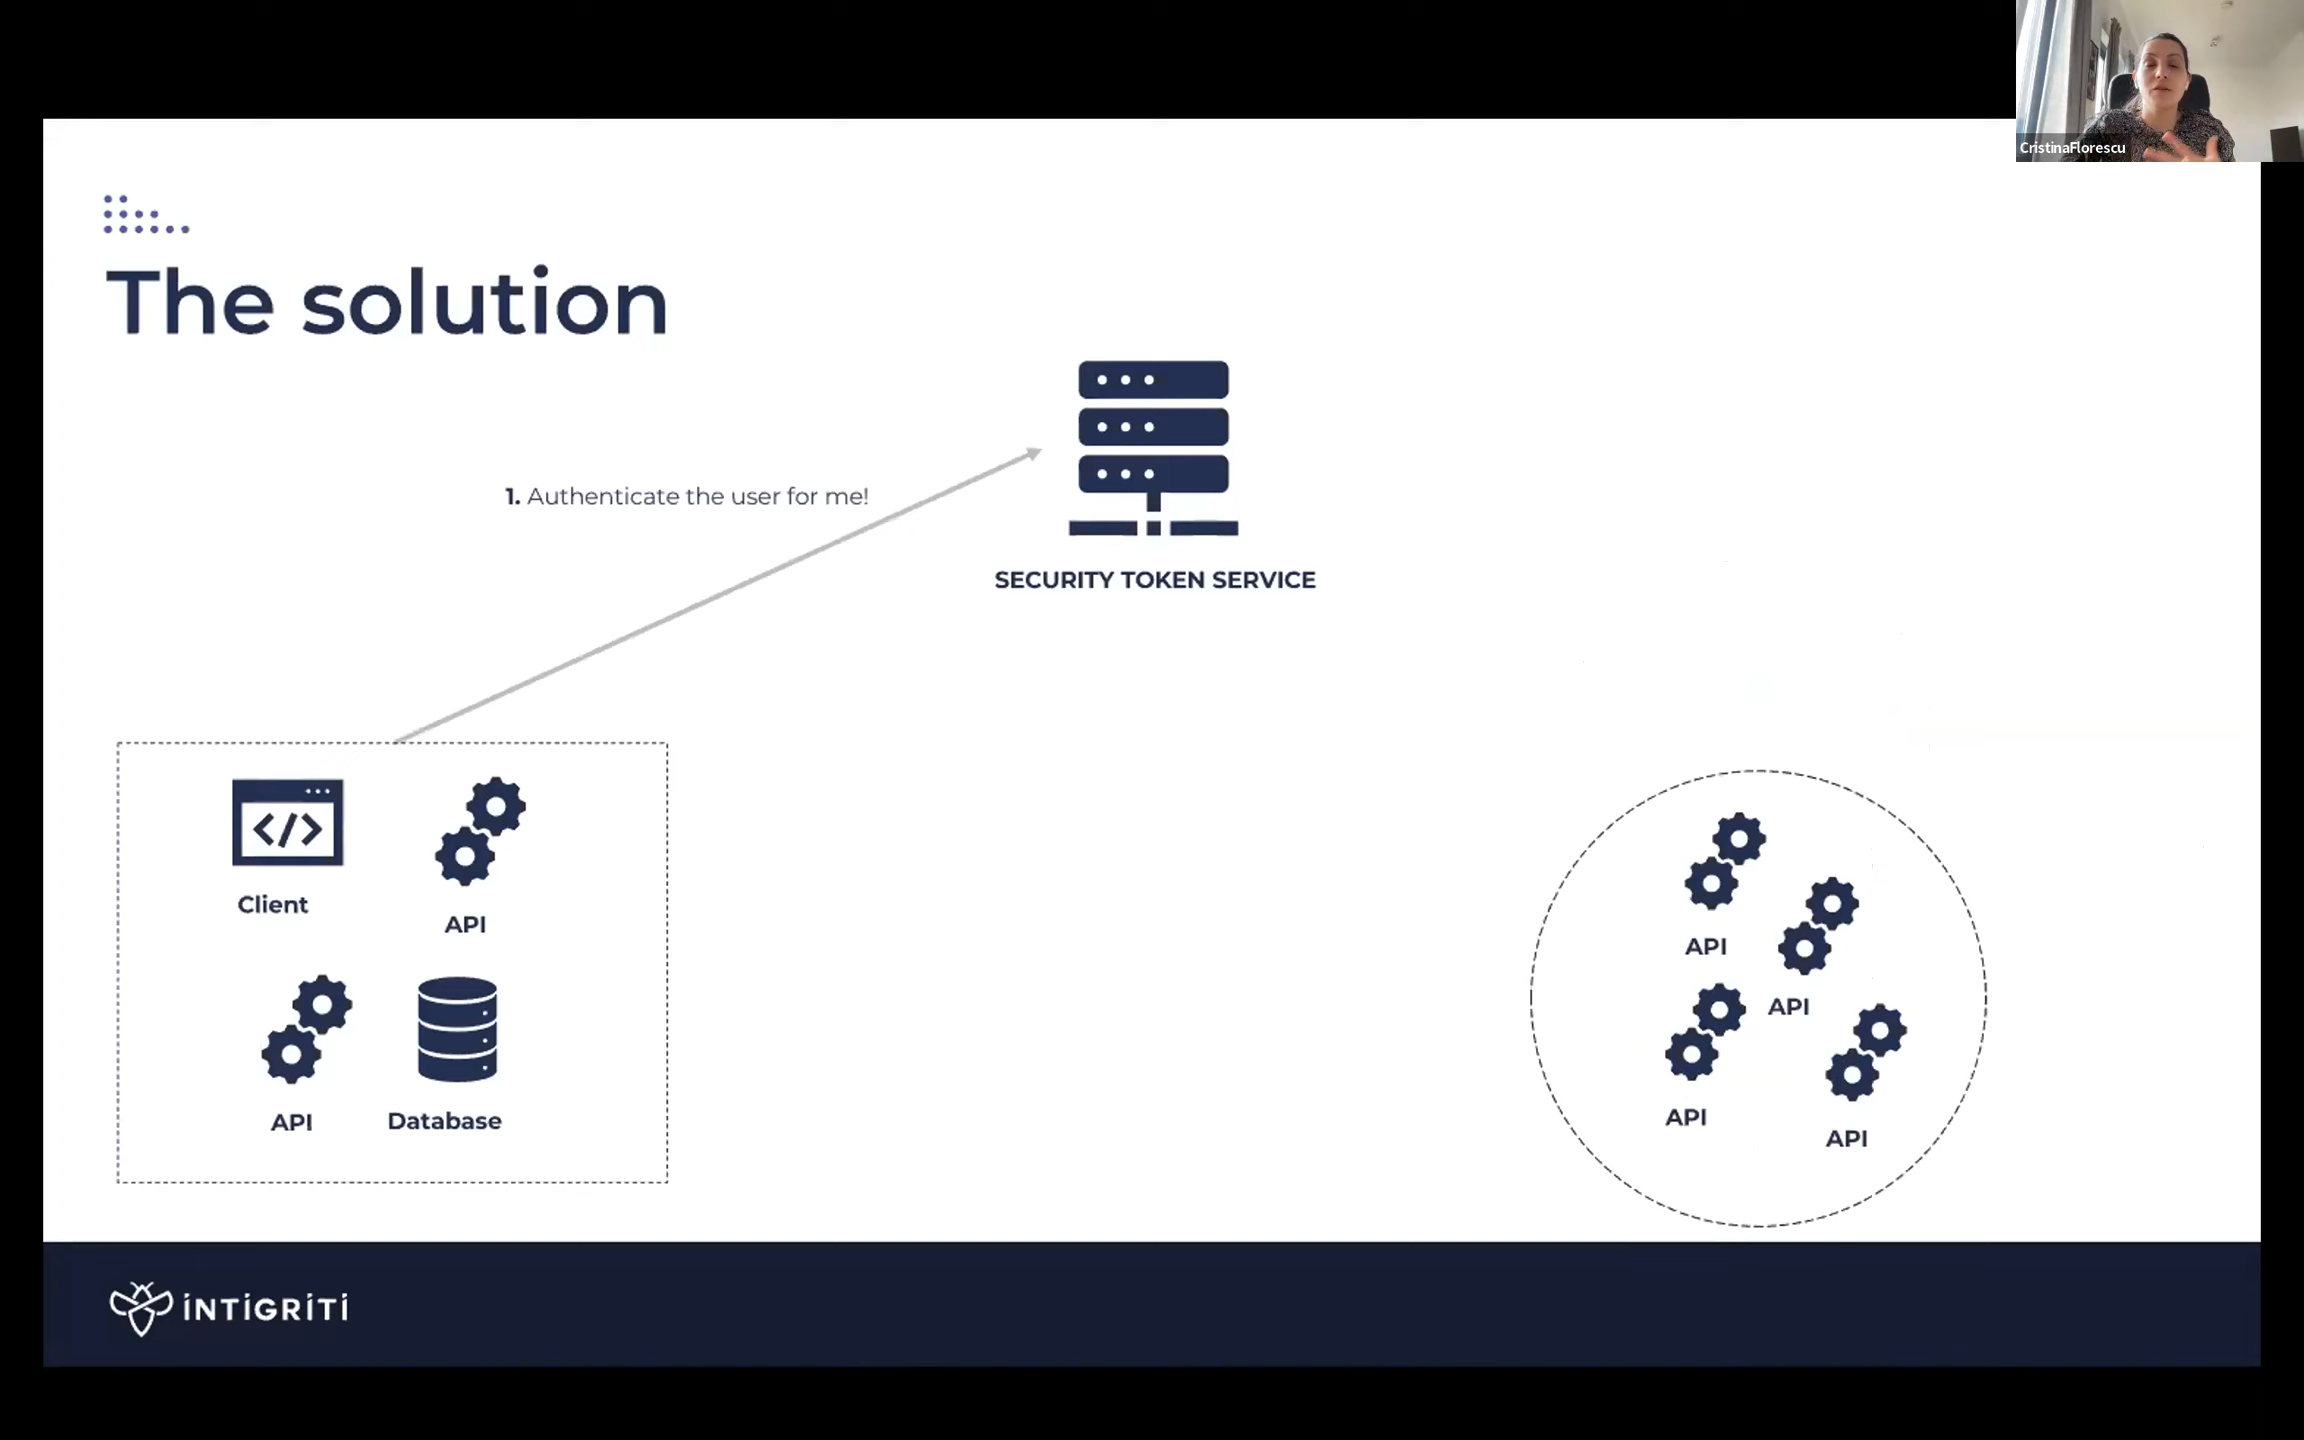 CristinaFlorescu
The solution
1. Authenticate the user for me!
SECURITY TOKEN SERVICE
Client
API
API
Database
API
API
API
API
INTIGRITI